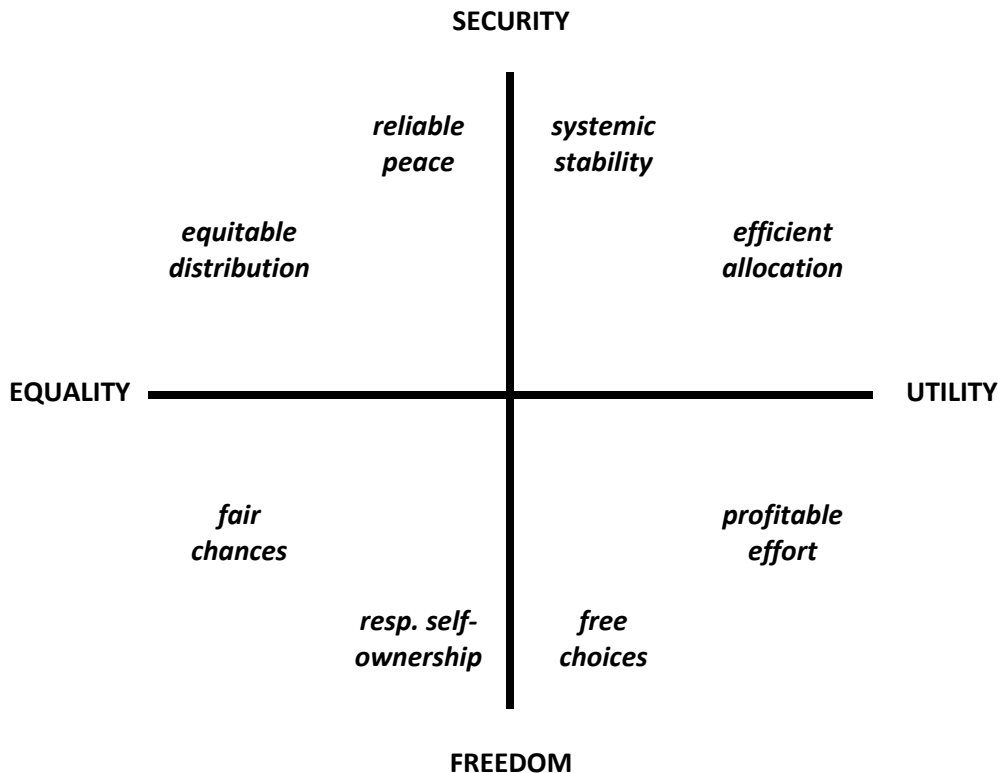 SECURITY
reliable
peace
systemic
stability
equitable
distribution
efficient
allocation
EQUALITY
UTILITY
fair
chances
profitable
effort
resp. self-
ownership
free
choices
FREEDOM